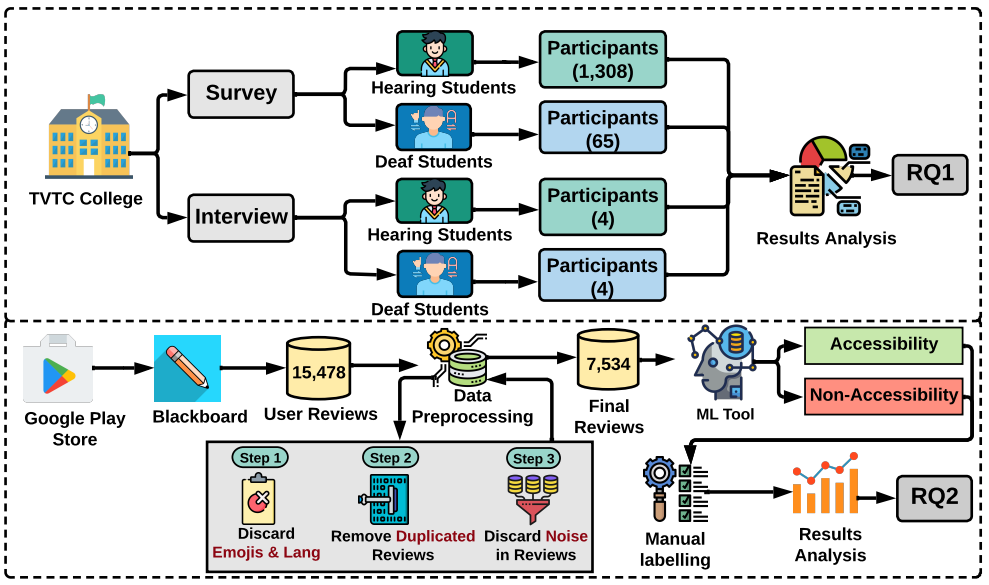 TVTC College
Survey
Interview
Hearing Students
Deaf Students
Hearing Students
Deaf Students
Participants
(1,308)
Participants
(65)
Participants
(4)
Participants
(4)
Results Analysis
RQ1
Google Play
Store
Blackboard
15,478
User Reviews
Data
Preprocessing
7,534
Final
Reviews
ML Tool
Accessibility
Non-Accessibility
Step 1
Discard
Emojis & Lang
Step 2
Remove Duplicated
Reviews
Step 3
Discard Noise
in Reviews
Manual
labelling
Results
Analysis
RQ2